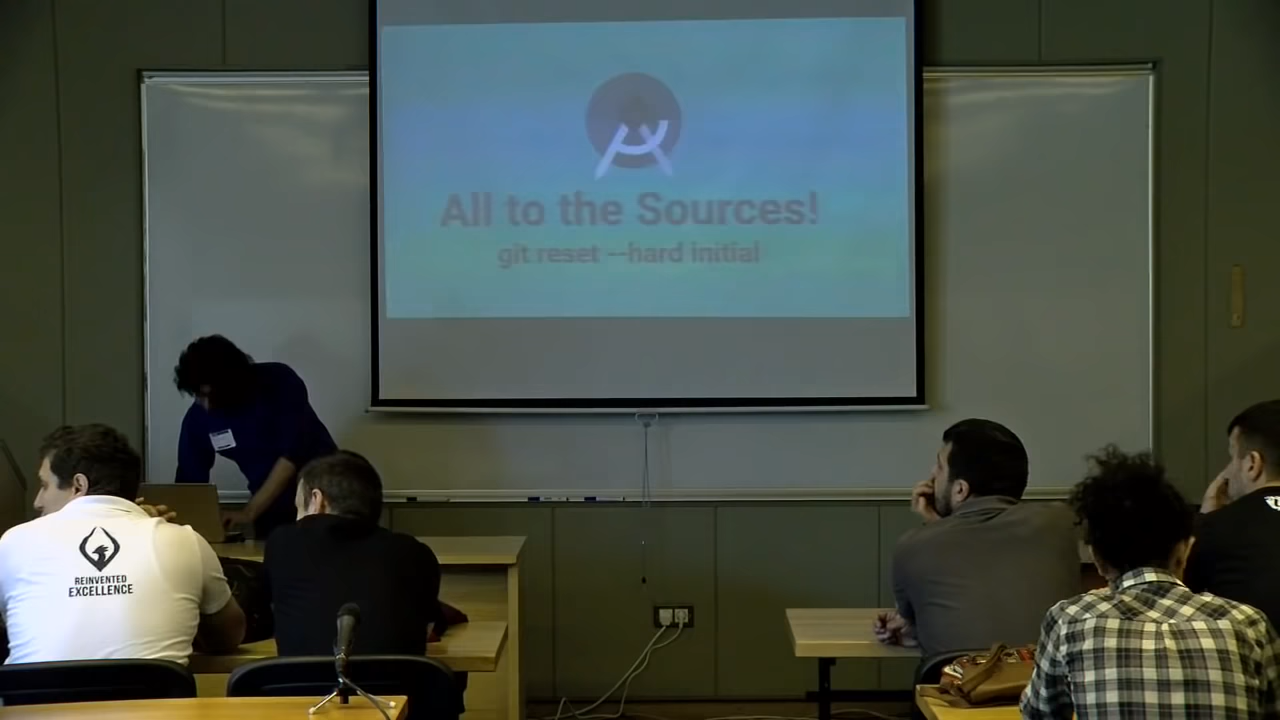 All to the Sources!
git reset --hard initial
REINVENTED
EXCELLENCE